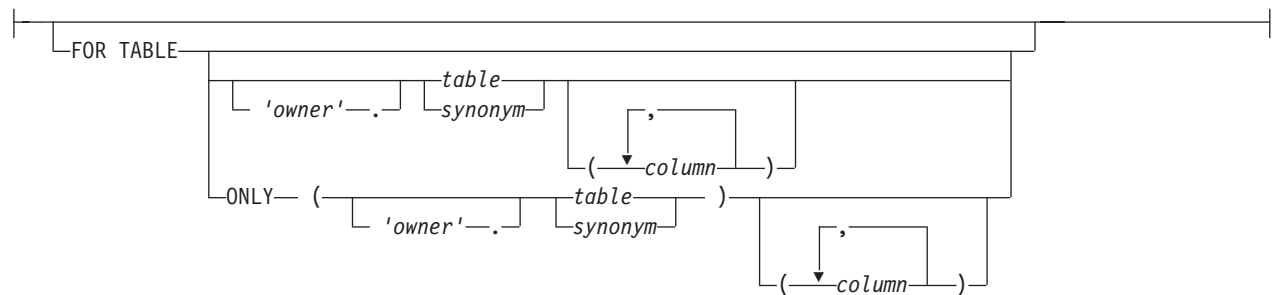 FOR TABLE
table
'owner' . synonym
,
( column )
ONLY ( table )
'owner' . synonym
,
( column )